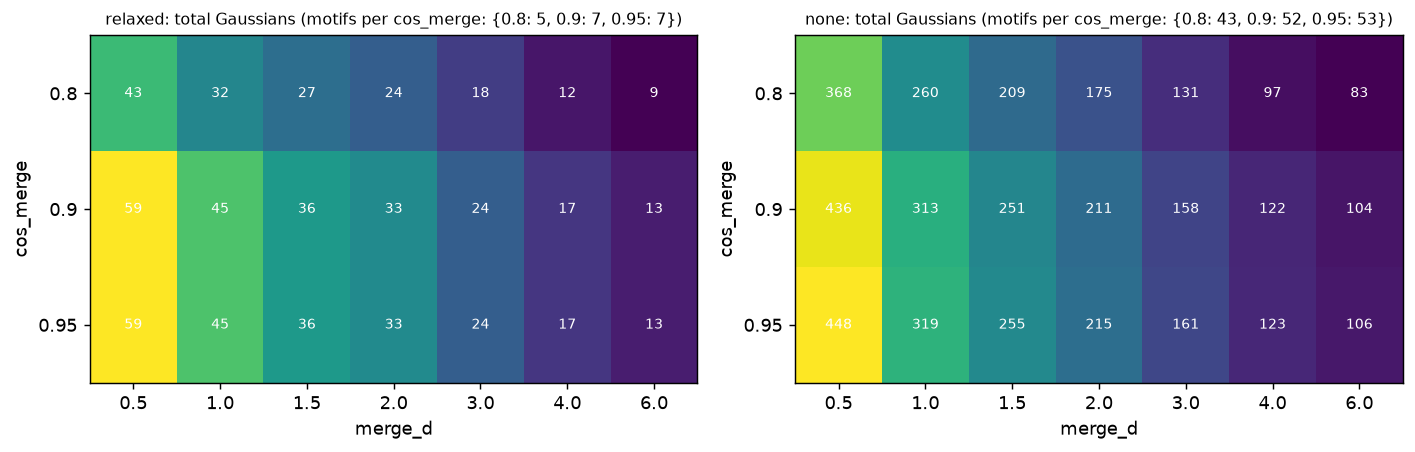 relaxed: total Gaussians (motifs per cos_merge: {0.8: 5, 0.9: 7, 0.95: 7})
cos_merge
0.8 43 32 27 24 18 12 9
0.9 59 45 36 33 24 17 13
0.95 59 45 36 33 24 17 13
0.5 1.0 1.5 2.0 3.0 4.0 6.0
merge_d
none: total Gaussians (motifs per cos_merge: {0.8: 43, 0.9: 52, 0.95: 53})
cos_merge
0.8 368 260 209 175 131 97 83
0.9 436 313 251 211 158 122 104
0.95 448 319 255 215 161 123 106
0.5 1.0 1.5 2.0 3.0 4.0 6.0
merge_d